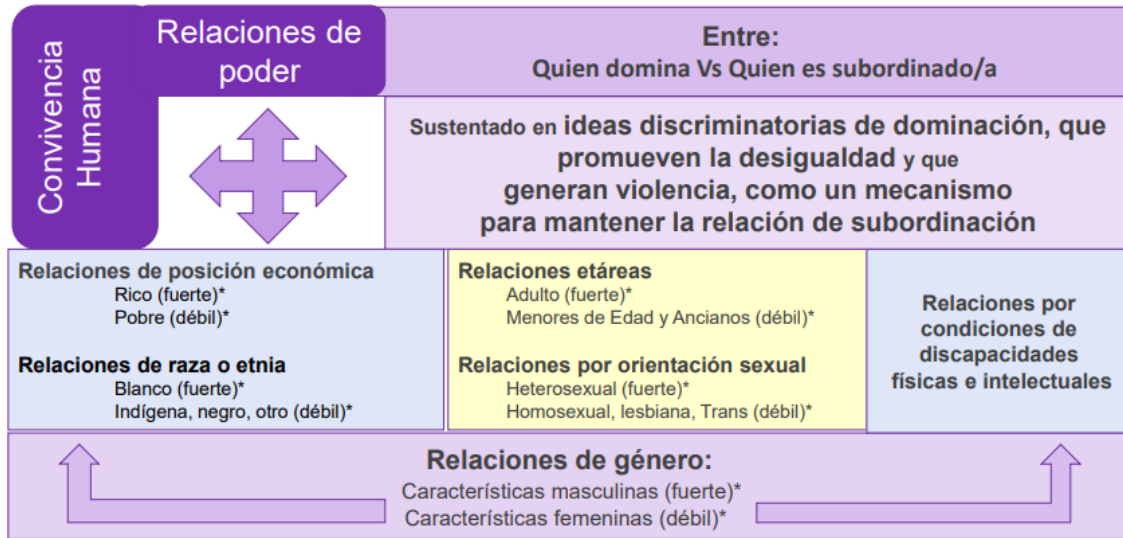 Convivencia
Humana
Relaciones de
poder
Entre:
Quien domina Vs Quien es subordinado/a
Sustentado en ideas discriminatorias de dominación, que
promueven la desigualdad y que
generan violencia, como un mecanismo
para mantener la relación de subordinación
Relaciones de posición económica
Rico (fuerte)*
Pobre (débil)*
Relaciones de raza o etnia
Blanco (fuerte)*
Indígena, negro, otro (débil)*
Relaciones etáreas
Adulto (fuerte)*
Menores de Edad y Ancianos (débil)*
Relaciones por orientación sexual
Heterosexual (fuerte)*
Homosexual, lesbiana, Trans (débil)*
Relaciones por
condiciones de
discapacidades
físicas e intelectuales
Relaciones de género:
Características masculinas (fuerte)*
Características femeninas (débil)*